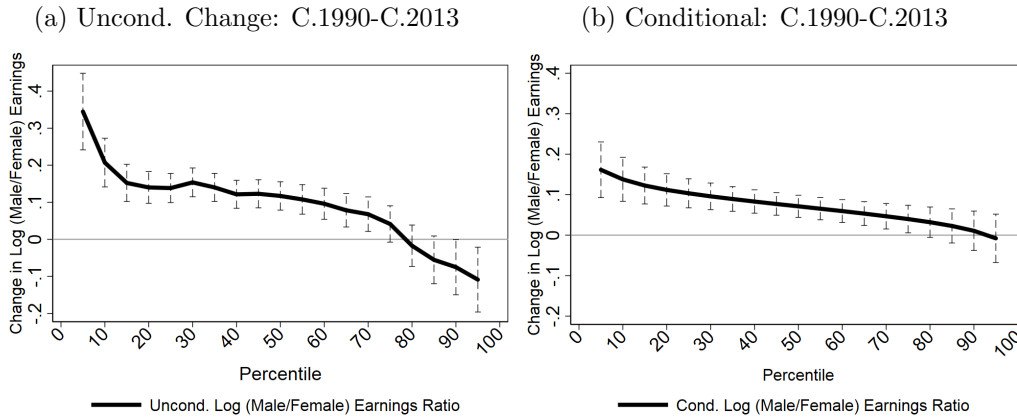 (a) Uncond. Change: C.1990-C.2013
Change in Log (Male/Female) Earnings
.4
.3
.2
.1
0
-.1
-.2
0 10 20 30 40 50 60 70 80 90 100
Percentile
Uncond. Log (Male/Female) Earnings Ratio
(b) Conditional: C.1990-C.2013
Change in Log (Male/Female) Earnings
.4
.3
.2
.1
0
-.1
-.2
0 10 20 30 40 50 60 70 80 90 100
Percentile
Cond. Log (Male/Female) Earnings Ratio